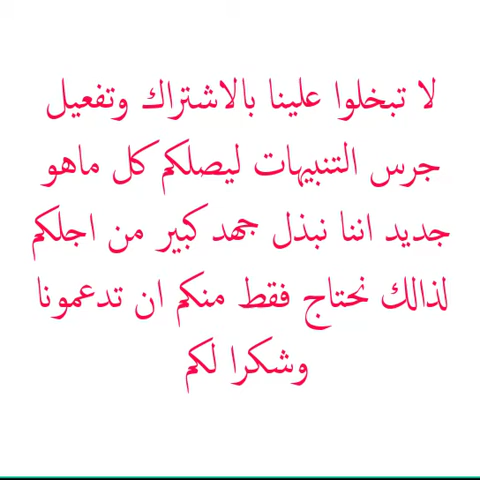 لا تبخلوا علينا بالاشتراك وتفعيل
جرس التنبيهات ليصلكم كل ماهو
جديد اننا نبذل جهد كبير من اجلكم
لذالك نحتاج فقط منكم ان تدعمونا
وشكرا لكم